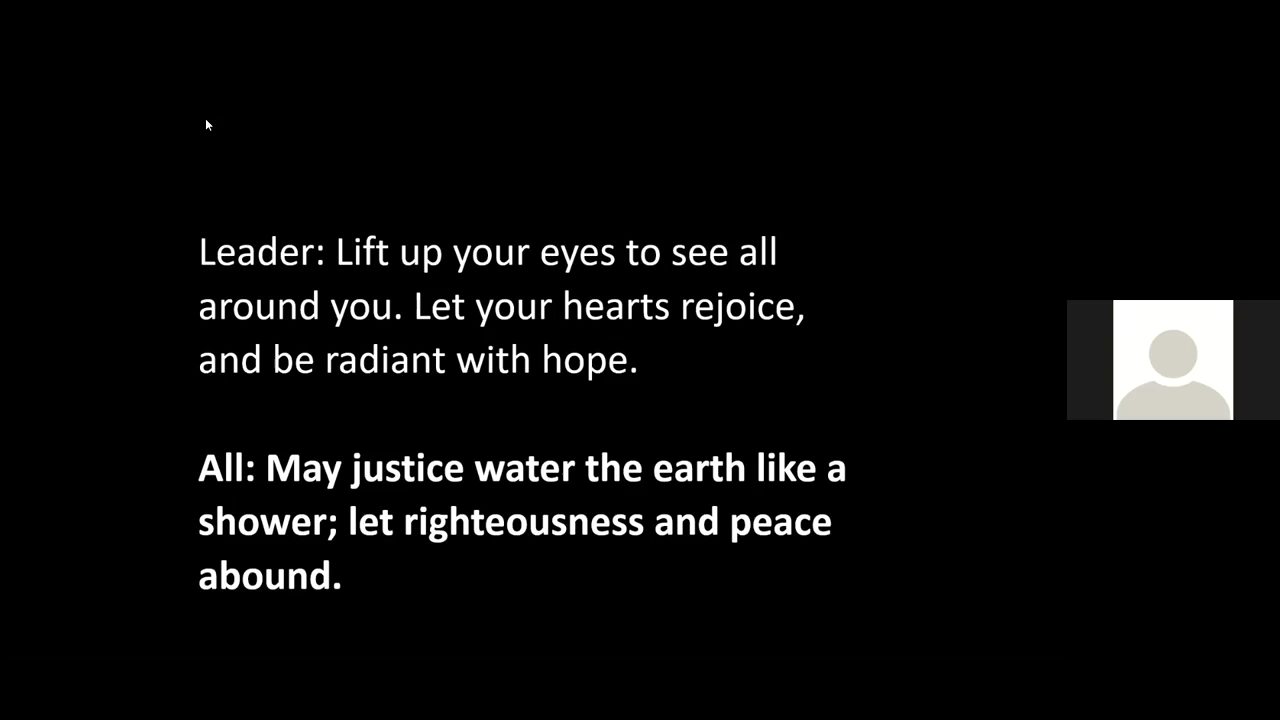 Leader: Lift up your eyes to see all
around you. Let your hearts rejoice,
and be radiant with hope.
All: May justice water the earth like a
shower; let righteousness and peace
abound.